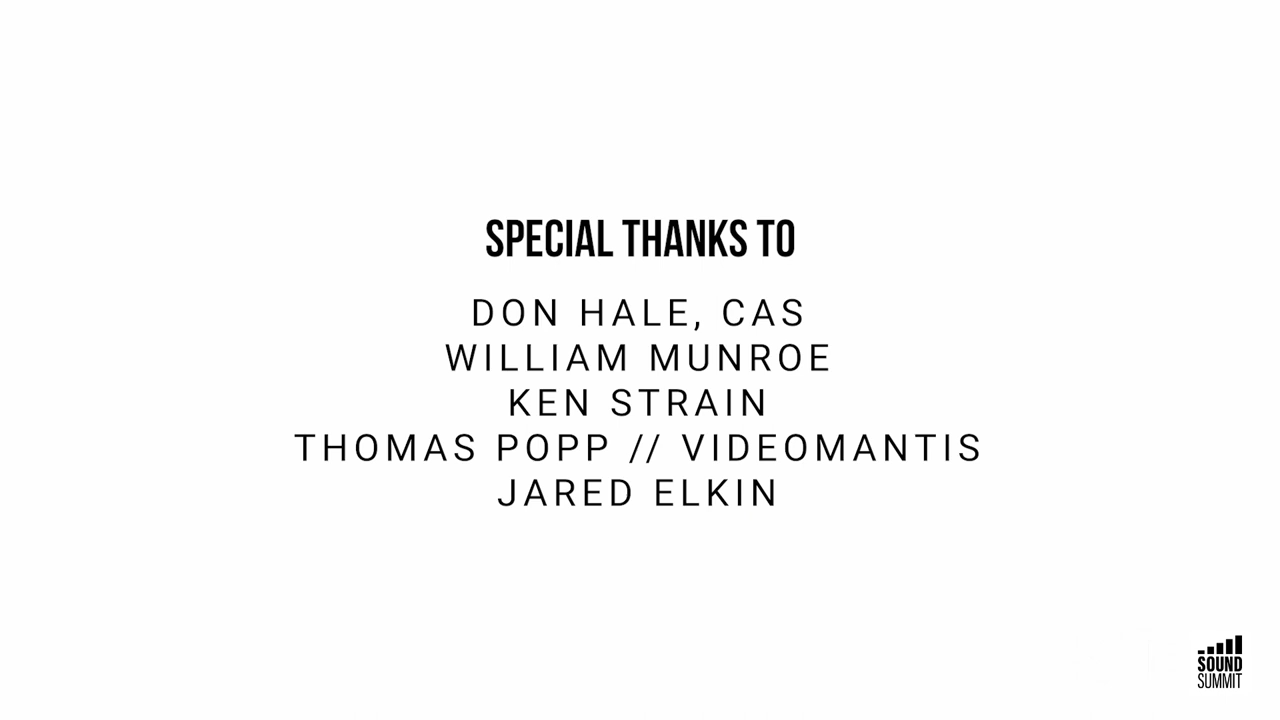 SPECIAL THANKS TO
DON HALE, CAS
WILLIAM MUNROE
KEN STRAIN
THOMAS POPP // VIDEOMANTIS
JARED ELKIN
SOUND
SUMMIT